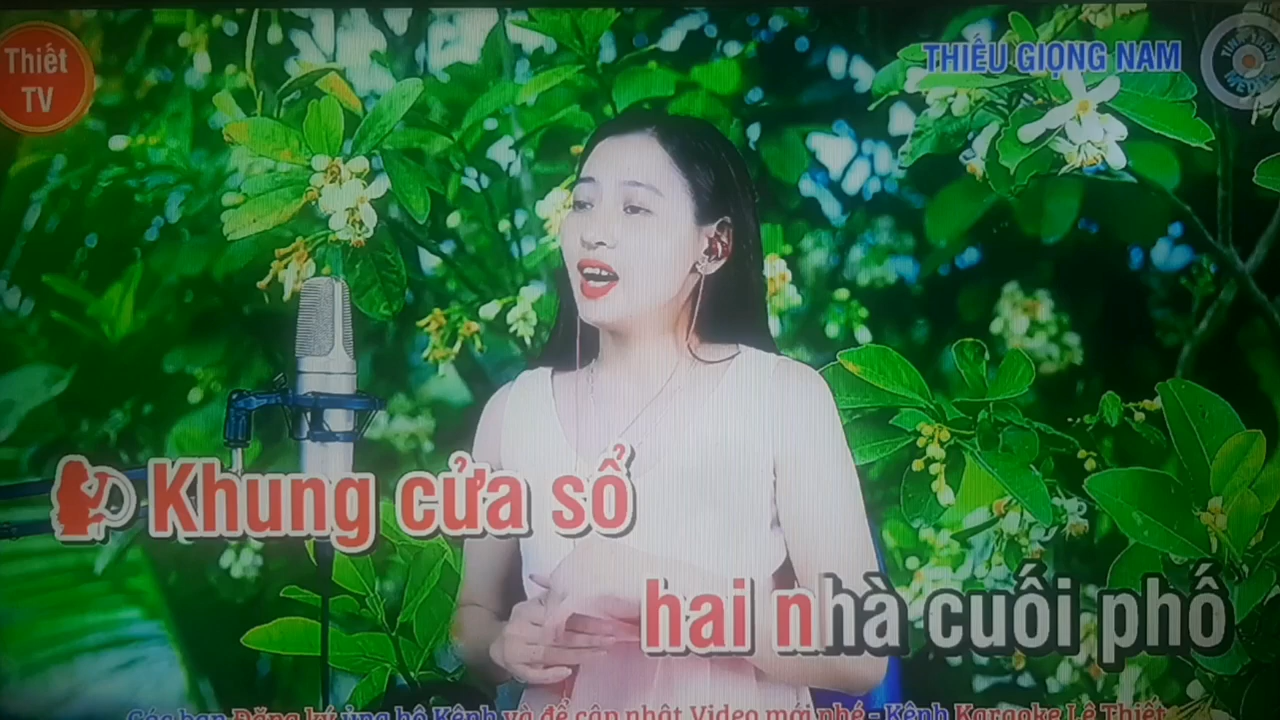 Thiết
TV
THIẾU GIỌNG NAM
Khung cửa sổ
hai nhà cuối phố
Các bạn Đăng ký ủng hộ Kênh và để cập nhật Video mới nhé - Kênh Karaoke Lê Thiết